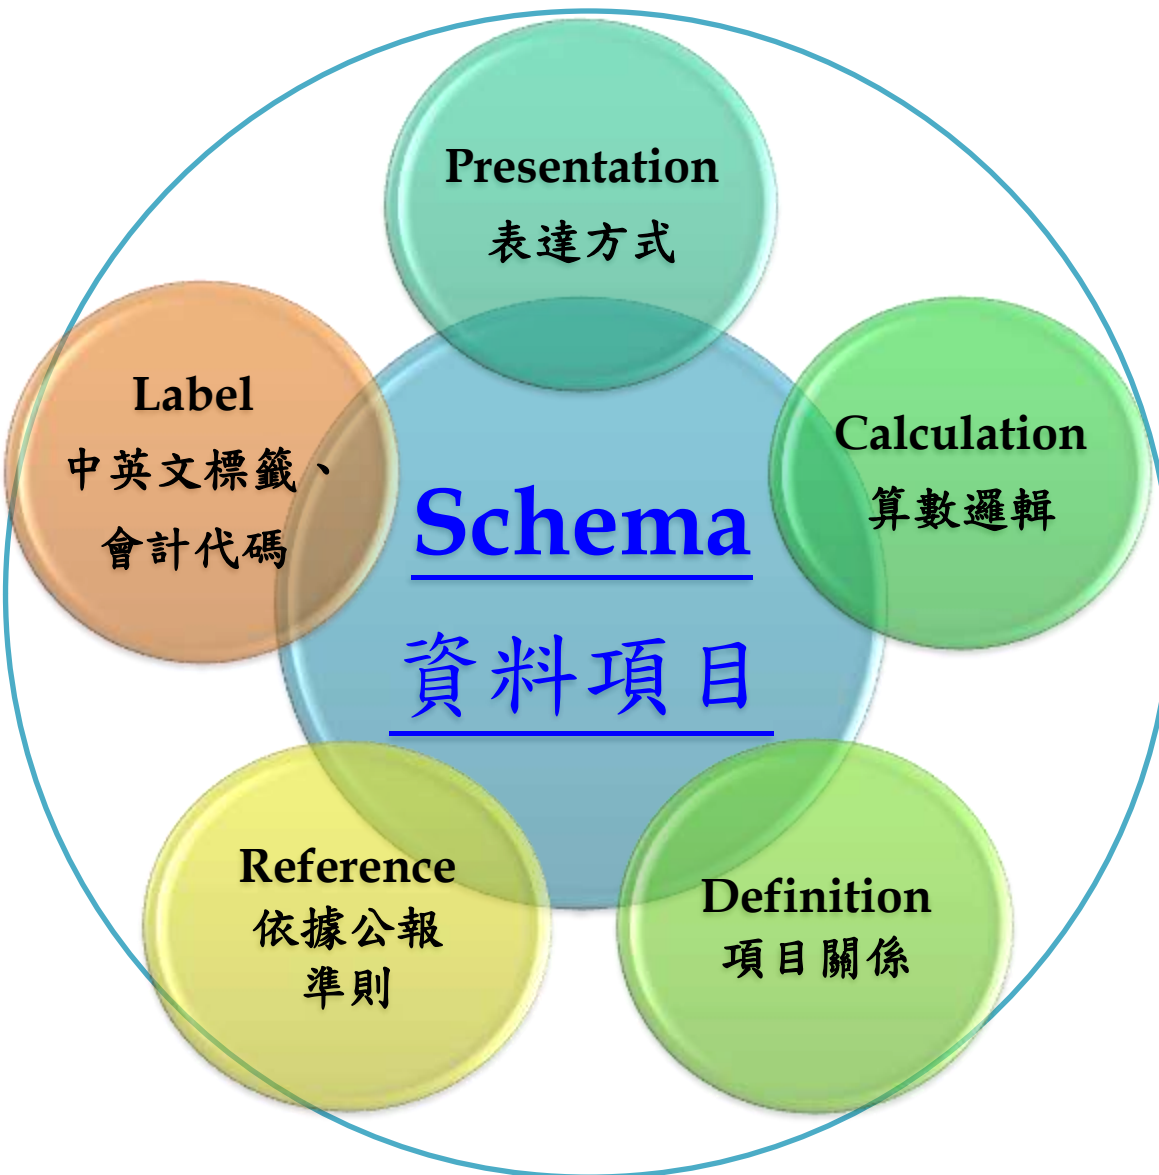 Presentation
表達方式
Label
中英文標籤、
會計代碼
Calculation
算數邏輯
Schema
資料項目
Reference
依據公報
準則
Definition
項目關係